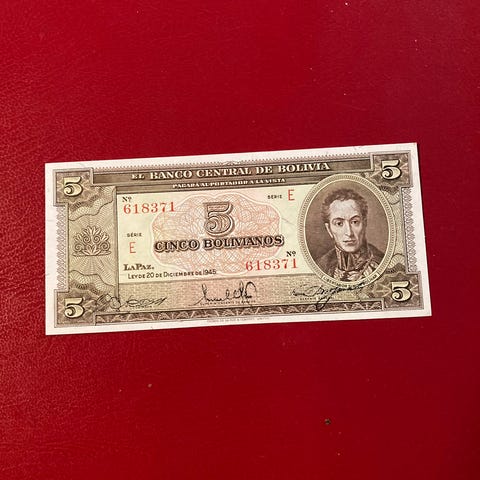 EL BANCO CENTRAL DE BOLIVIA
PAGARÁ AL PORTADOR A LA VISTA
5
5
Nº
618371
SERIE E
5
SERIE
E
CINCO BOLIVIANOS
Nº
618371
LA PAZ,
LEY DE 20 DE DICIEMBRE DE 1945
5
5